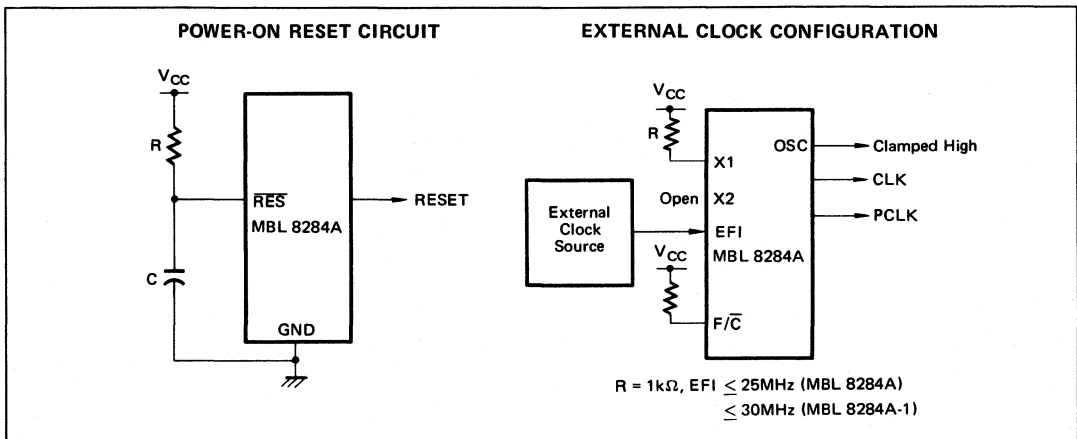 POWER-ON RESET CIRCUIT
VCC
R
RES
MBL 8284A
RESET
C
GND
EXTERNAL CLOCK CONFIGURATION
VCC
R
X1
OSC
Clamped High
CLK
Open
X2
PCLK
External
Clock
Source
EFI
MBL 8284A
VCC
F/C̅
R = 1kΩ, EFI ≤ 25MHz (MBL 8284A)
≤ 30MHz (MBL 8284A-1)